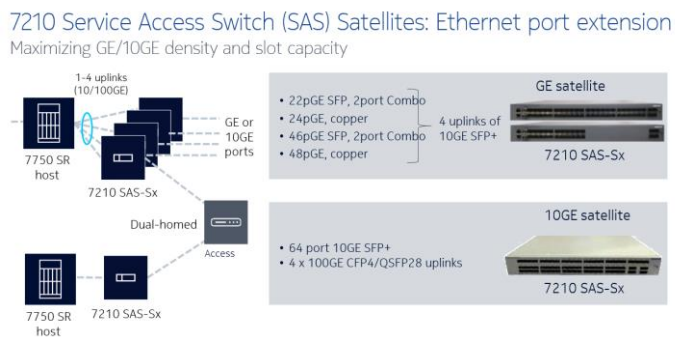 7210 Service Access Switch (SAS) Satellites: Ethernet port extension
Maximizing GE/10GE density and slot capacity
1-4 uplinks
(10/100GE)
GE or
10GE
ports
7750 SR
host
7210 SAS-Sx
Dual-homed
Access
7750 SR
host
7210 SAS-Sx
GE satellite
• 22pGE SFP, 2port Combo
• 24pGE, copper
• 46pGE SFP, 2port Combo
• 48pGE, copper
4 uplinks of
10GE SFP+
7210 SAS-Sx
10GE satellite
• 64 port 10GE SFP+
• 4 x 100GE CFP4/QSFP28 uplinks
7210 SAS-Sx